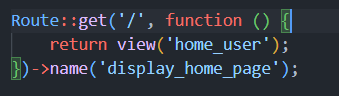 Route::get('/', function () {
    return view('home_user');
})->name('display_home_page');